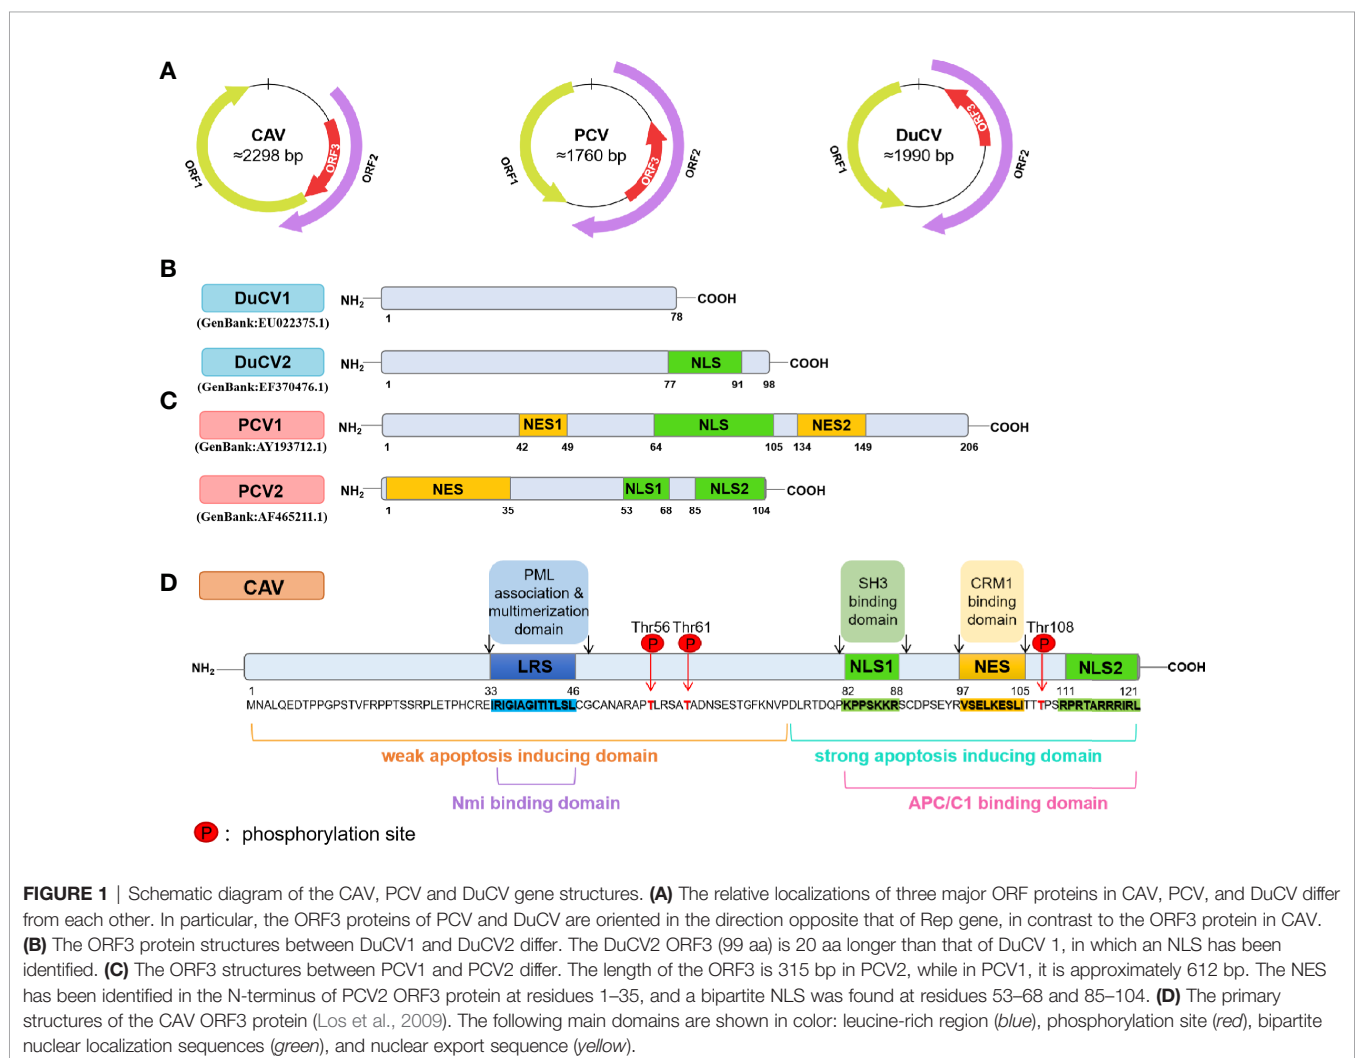 A
CAV
≈2298 bp
ORF1
ORF3
ORF2
PCV
≈1760 bp
ORF1
ORF3
ORF2
DuCV
≈1990 bp
ORF1
ORF3
ORF2
B
DuCV1
(GenBank:EU022375.1)
NH2
COOH
1
78
DuCV2
(GenBank:EF370476.1)
NH2
NLS
COOH
1
77
91
98
C
PCV1
(GenBank:AY193712.1)
NH2
NES1
NLS
NES2
COOH
1
42
49
64
105
134
149
206
PCV2
(GenBank:AF465211.1)
NH2
NES
NLS1
NLS2
COOH
1
35
53
68
85
104
D
CAV
PML
association &
multimerization
domain
SH3
binding
domain
CRM1
binding
domain
Thr56 Thr61
Thr108
P
P
P
NH2
LRS
NLS1
NES
NLS2
COOH
1
33
46
82
88
97
105
111
121
MNALQEDTPPGPSTVFRPPTSSRPLETPHCREIRIGIAGITITLSLCGCANARAPTLRSATADNSESTGFKNVPDLRTDQPKPPSKKRSCDPSEYRVSELKESLITTTPSRPRTARRRIRL
weak apoptosis inducing domain
strong apoptosis inducing domain
Nmi binding domain
APC/C1 binding domain
P : phosphorylation site
FIGURE 1 | Schematic diagram of the CAV, PCV and DuCV gene structures. (A) The relative localizations of three major ORF proteins in CAV, PCV, and DuCV differ
from each other. In particular, the ORF3 proteins of PCV and DuCV are oriented in the direction opposite that of Rep gene, in contrast to the ORF3 protein in CAV.
(B) The ORF3 protein structures between DuCV1 and DuCV2 differ. The DuCV2 ORF3 (99 aa) is 20 aa longer than that of DuCV 1, in which an NLS has been
identified. (C) The ORF3 structures between PCV1 and PCV2 differ. The length of the ORF3 is 315 bp in PCV2, while in PCV1, it is approximately 612 bp. The NES
has been identified in the N-terminus of PCV2 ORF3 protein at residues 1–35, and a bipartite NLS was found at residues 53–68 and 85–104. (D) The primary
structures of the CAV ORF3 protein (Los et al., 2009). The following main domains are shown in color: leucine-rich region (blue), phosphorylation site (red), bipartite
nuclear localization sequences (green), and nuclear export sequence (yellow).